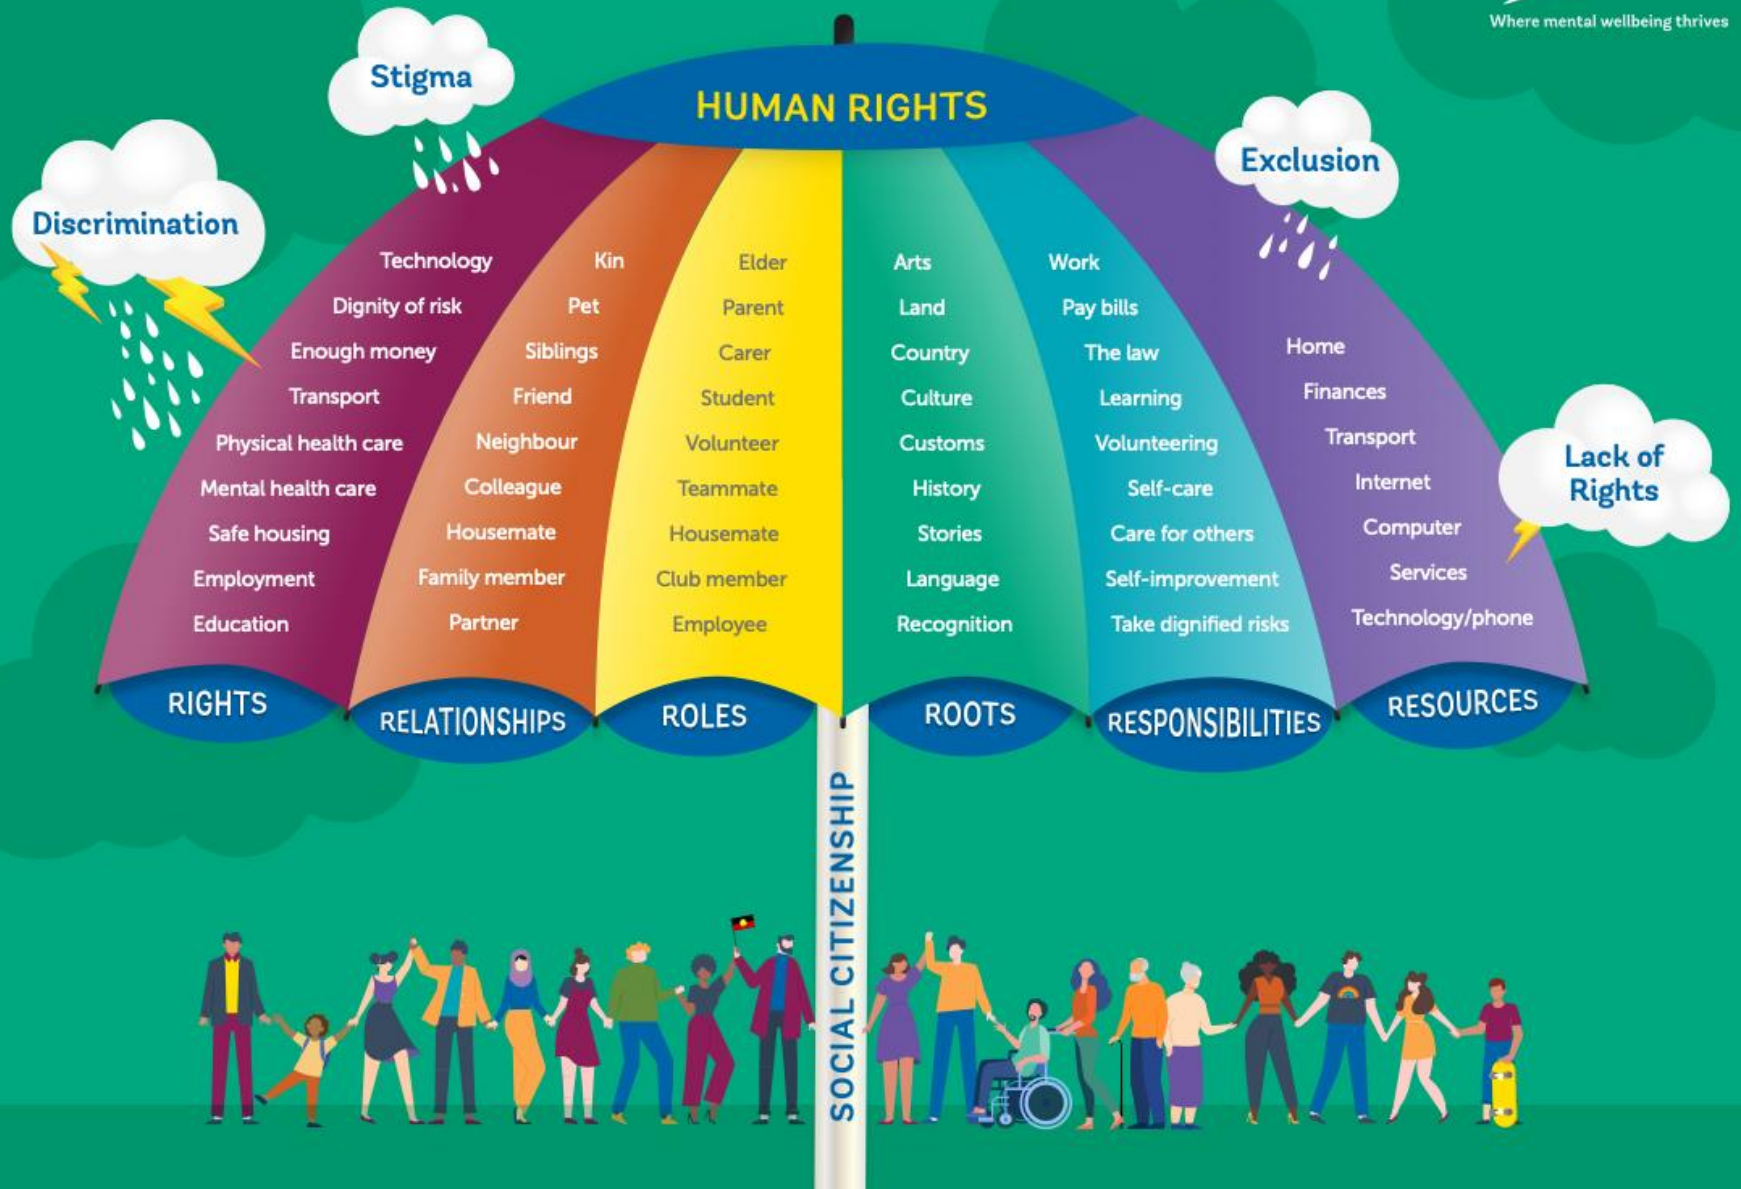 Where mental wellbeing thrives
Stigma
HUMAN RIGHTS
Exclusion
Discrimination
Technology
Dignity of risk
Enough money
Transport
Physical health care
Mental health care
Safe housing
Employment
Education
RIGHTS
Kin
Pet
Siblings
Friend
Neighbour
Colleague
Housemate
Family member
Partner
RELATIONSHIPS
Elder
Parent
Carer
Student
Volunteer
Teammate
Housemate
Club member
Employee
ROLES
Arts
Land
Country
Culture
Customs
History
Stories
Language
Recognition
ROOTS
Work
Pay bills
The law
Learning
Volunteering
Self-care
Care for others
Self-improvement
Take dignified risks
RESPONSIBILITIES
Home
Finances
Transport
Internet
Computer
Services
Technology/phone
RESOURCES
Lack of
Rights
SOCIAL CITIZENSHIP